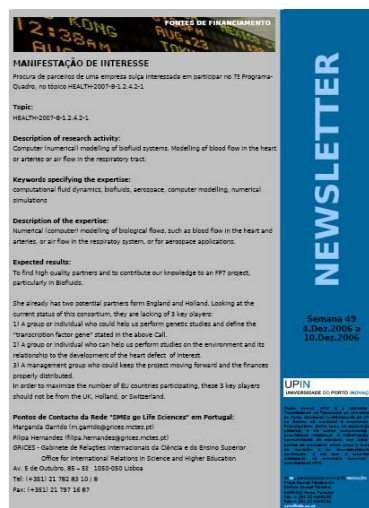 KONG
12:38AM
AUG.23
FONTES DE FINANCIAMENTO
MANIFESTAÇÃO DE INTERESSE
Procura de parceiros de uma empresa suíça interessada em participar no 7º Programa-
Quadro, no tópico HEALTH-2007-B-1.2.4.2-1
Topic:
HEALTH-2007-B-1.2.4.2-1
Description of research activity:
Computer (numerical) modelling of biofluid systems. Modelling of blood flow in the heart
or arteries or air flow in the respiratory tract.
Keywords specifying the expertise:
computational fluid dynamics, biofluids, aerospace, computer modelling, numerical
simulations
Description of the expertise:
Numerical (computer) modelling of biological flows, such as blood flow in the heart and
arteries, or air flow in the respiratoy system, or for aerospace applications.
Expected results:
To find high quality partners and to contribute our knowledge to an FP7 project,
particularly in Biofluids.
She already has two potential partners form England and Holland. Looking at the
current status of this consortium, they are lacking of 3 key players:
1) A group or individual who could help us perform genetic studies and define the
"transcription factor gene" stated in the above Call.
2) A group or individual who can help us perform studies on the environment and its
relationship to the development of the heart defect of interest.
3) A management group who could keep the project moving forward and the finances
properly distributed.
In order to maximize the number of EU countries participating, these 3 key players
should not be from the UK, Holland, or Switzerland.
Pontos de Contacto da Rede "SMEs go Life Sciences" em Portugal:
Margarida Garrido (m.garrido@grices.mctes.pt)
Filipa Hernandez (filipa.hernandez@grices.mctes.pt)
GRICES - Gabinete de Relações Internacionais da Ciência e do Ensino Superior
Office for International Relations in Science and Higher Education
Av. 5 de Outubro, 85 – 5E 1050-050 Lisboa
Tel: (+351) 21 782 83 10 / 8
Fax: (+351) 21 797 16 87
NEWSLETTER
Semana 49
4.Dez.2006 a
10.Dez.2006
UPIN
UNIVERSIDADE DO PORTO INOVAÇ